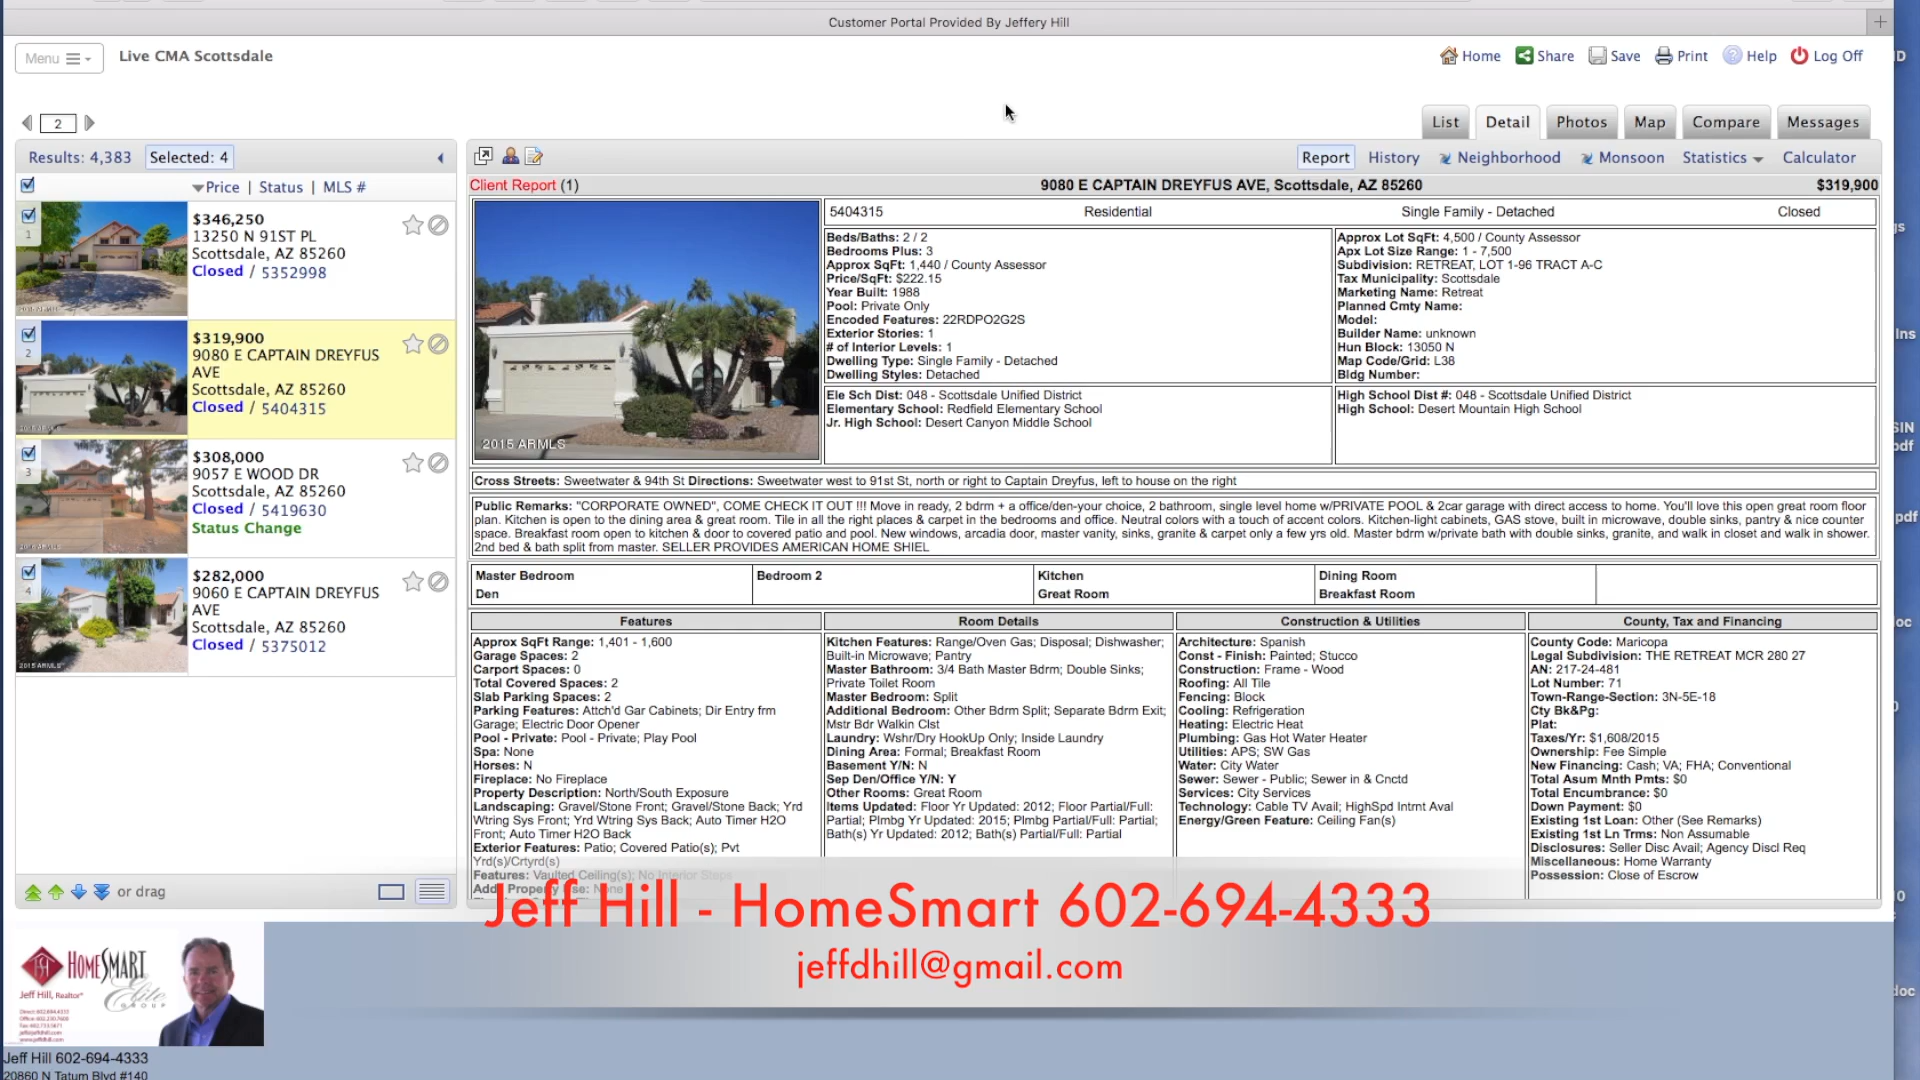 Customer Portal Provided By Jeffery Hill
Menu
Live CMA Scottsdale
Home Share Save Print Help Log Off
2
List Detail Photos Map Compare Messages
Results: 4,383 Selected: 4
Price | Status | MLS #
1
$346,250
13250 N 91ST PL
Scottsdale, AZ 85260
Closed / 5352998
2
$319,900
9080 E CAPTAIN DREYFUS
AVE
Scottsdale, AZ 85260
Closed / 5404315
3
$308,000
9057 E WOOD DR
Scottsdale, AZ 85260
Closed / 5419630
Status Change
4
$282,000
9060 E CAPTAIN DREYFUS
AVE
Scottsdale, AZ 85260
Closed / 5375012
2015 ARMLS
or drag
Report History Neighborhood Monsoon Statistics Calculator
Client Report (1) 9080 E CAPTAIN DREYFUS AVE, Scottsdale, AZ 85260 $319,900
2015 ARMLS
5404315 Residential Single Family - Detached Closed
Beds/Baths: 2 / 2
Bedrooms Plus: 3
Approx SqFt: 1,440 / County Assessor
Price/SqFt: $222.15
Year Built: 1988
Pool: Private Only
Encoded Features: 22RDPO2G2S
Exterior Stories: 1
# of Interior Levels: 1
Dwelling Type: Single Family - Detached
Dwelling Styles: Detached
Approx Lot SqFt: 4,500 / County Assessor
Apx Lot Size Range: 1 - 7,500
Subdivision: RETREAT, LOT 1-96 TRACT A-C
Tax Municipality: Scottsdale
Marketing Name: Retreat
Planned Cmty Name:
Model:
Builder Name: unknown
Hun Block: 13050 N
Map Code/Grid: L38
Bldg Number:
Ele Sch Dist: 048 - Scottsdale Unified District
Elementary School: Redfield Elementary School
Jr. High School: Desert Canyon Middle School
High School Dist #: 048 - Scottsdale Unified District
High School: Desert Mountain High School
Cross Streets: Sweetwater & 94th St Directions: Sweetwater west to 91st St, north or right to Captain Dreyfus, left to house on the right
Public Remarks: "CORPORATE OWNED", COME CHECK IT OUT !!! Move in ready, 2 bdrm + a office/den-your choice, 2 bathroom, single level home w/PRIVATE POOL & 2car garage with direct access to home. You'll love this open great room floor
plan. Kitchen is open to the dining area & great room. Tile in all the right places & carpet in the bedrooms and office. Neutral colors with a touch of accent colors. Kitchen-light cabinets, GAS stove, built in microwave, double sinks, pantry & nice counter
space. Breakfast room open to kitchen & door to covered patio and pool. New windows, arcadia door, master vanity, sinks, granite & carpet only a few yrs old. Master bdrm w/private bath with double sinks, granite, and walk in closet and walk in shower.
2nd bed & bath split from master. SELLER PROVIDES AMERICAN HOME SHIEL
Master Bedroom Bedroom 2 Kitchen Dining Room
Den Great Room Breakfast Room
Features
Approx SqFt Range: 1,401 - 1,600
Garage Spaces: 2
Carport Spaces: 0
Total Covered Spaces: 2
Slab Parking Spaces: 2
Parking Features: Attch'd Gar Cabinets; Dir Entry frm
Garage; Electric Door Opener
Pool - Private: Pool - Private; Play Pool
Spa: None
Horses: N
Fireplace: No Fireplace
Property Description: North/South Exposure
Landscaping: Gravel/Stone Front; Gravel/Stone Back; Yrd
Wtring Sys Front; Yrd Wtring Sys Back; Auto Timer H2O
Front; Auto Timer H2O Back
Exterior Features: Patio; Covered Patio(s); Pvt
Yrd(s)/Crtyrd(s)
Features: Vaulted Ceiling(s); No Interior Steps
Add'l Property Use: None
Room Details
Kitchen Features: Range/Oven Gas; Disposal; Dishwasher;
Built-in Microwave; Pantry
Master Bathroom: 3/4 Bath Master Bdrm; Double Sinks;
Private Toilet Room
Master Bedroom: Split
Additional Bedroom: Other Bdrm Split; Separate Bdrm Exit;
Mstr Bdr Walkin Clst
Laundry: Wshr/Dry HookUp Only; Inside Laundry
Dining Area: Formal; Breakfast Room
Basement Y/N: N
Sep Den/Office Y/N: Y
Other Rooms: Great Room
Items Updated: Floor Yr Updated: 2012; Floor Partial/Full:
Partial; Plmbg Yr Updated: 2015; Plmbg Partial/Full: Partial;
Bath(s) Yr Updated: 2012; Bath(s) Partial/Full: Partial
Construction & Utilities
Architecture: Spanish
Const - Finish: Painted; Stucco
Construction: Frame - Wood
Roofing: All Tile
Fencing: Block
Cooling: Refrigeration
Heating: Electric Heat
Plumbing: Gas Hot Water Heater
Utilities: APS; SW Gas
Water: City Water
Sewer: Sewer - Public; Sewer in & Cnctd
Services: City Services
Technology: Cable TV Avail; HighSpd Intrnt Aval
Energy/Green Feature: Ceiling Fan(s)
County, Tax and Financing
County Code: Maricopa
Legal Subdivision: THE RETREAT MCR 280 27
AN: 217-24-481
Lot Number: 71
Town-Range-Section: 3N-5E-18
Cty Bk&Pg:
Plat:
Taxes/Yr: $1,608/2015
Ownership: Fee Simple
New Financing: Cash; VA; FHA; Conventional
Total Asum Mnth Pmts: $0
Total Encumbrance: $0
Down Payment: $0
Existing 1st Loan: Other (See Remarks)
Existing 1st Ln Trms: Non Assumable
Disclosures: Seller Disc Avail; Agency Discl Req
Miscellaneous: Home Warranty
Possession: Close of Escrow
Jeff Hill - HomeSmart 602-694-4333
jeffdhill@gmail.com
HOMESMART
Elite
GROUP
Jeff Hill, Realtor
Jeff Hill 602-694-4333
20860 N Tatum Blvd #140